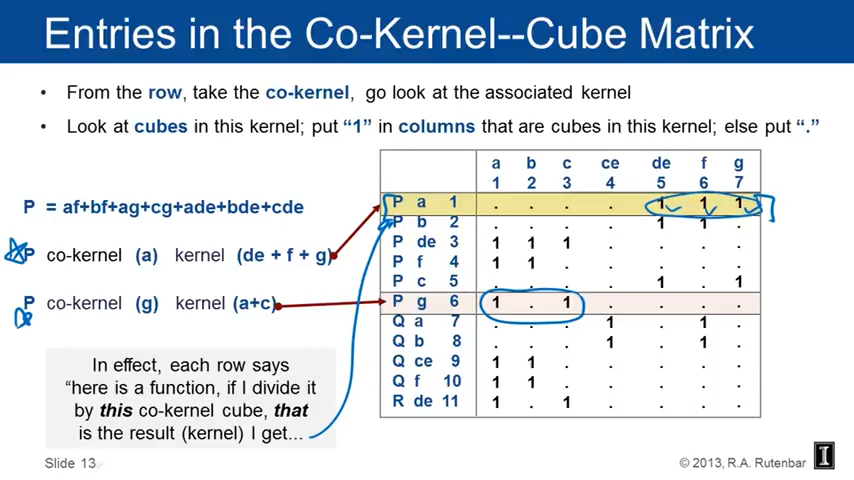 Entries in the Co-Kernel--Cube Matrix
• From the row, take the co-kernel, go look at the associated kernel
• Look at cubes in this kernel; put “1” in columns that are cubes in this kernel; else put “.”
P = af+bf+ag+cg+ade+bde+cde
P co-kernel (a) kernel (de + f + g)
P co-kernel (g) kernel (a+c)
In effect, each row says
“here is a function, if I divide it
by this co-kernel cube, that
is the result (kernel) I get...
a b c ce de f g
1 2 3 4 5 6 7
P a 1 . . . . 1 1 1
P b 2 . . . . 1 1 .
P de 3 1 1 1 . . . .
P f 4 1 1 . . . . .
P c 5 . . . . 1 . 1
P g 6 1 . 1 . . . .
Q a 7 . . . 1 . 1 .
Q b 8 . . . 1 . 1 .
Q ce 9 1 1 . . . . .
Q f 10 1 1 . . . . .
R de 11 1 . 1 . . . .
Slide 13
© 2013, R.A. Rutenbar
I